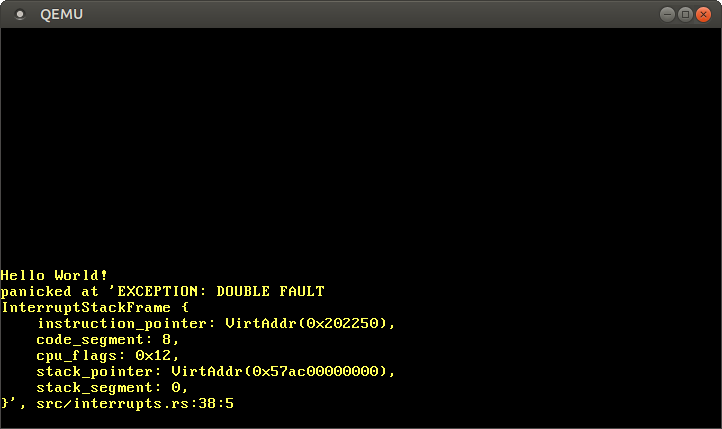 QEMU
Hello World!
panicked at 'EXCEPTION: DOUBLE FAULT
InterruptStackFrame {
    instruction_pointer: VirtAddr(0x202250),
    code_segment: 8,
    cpu_flags: 0x12,
    stack_pointer: VirtAddr(0x57ac00000000),
    stack_segment: 0,
}', src/interrupts.rs:38:5